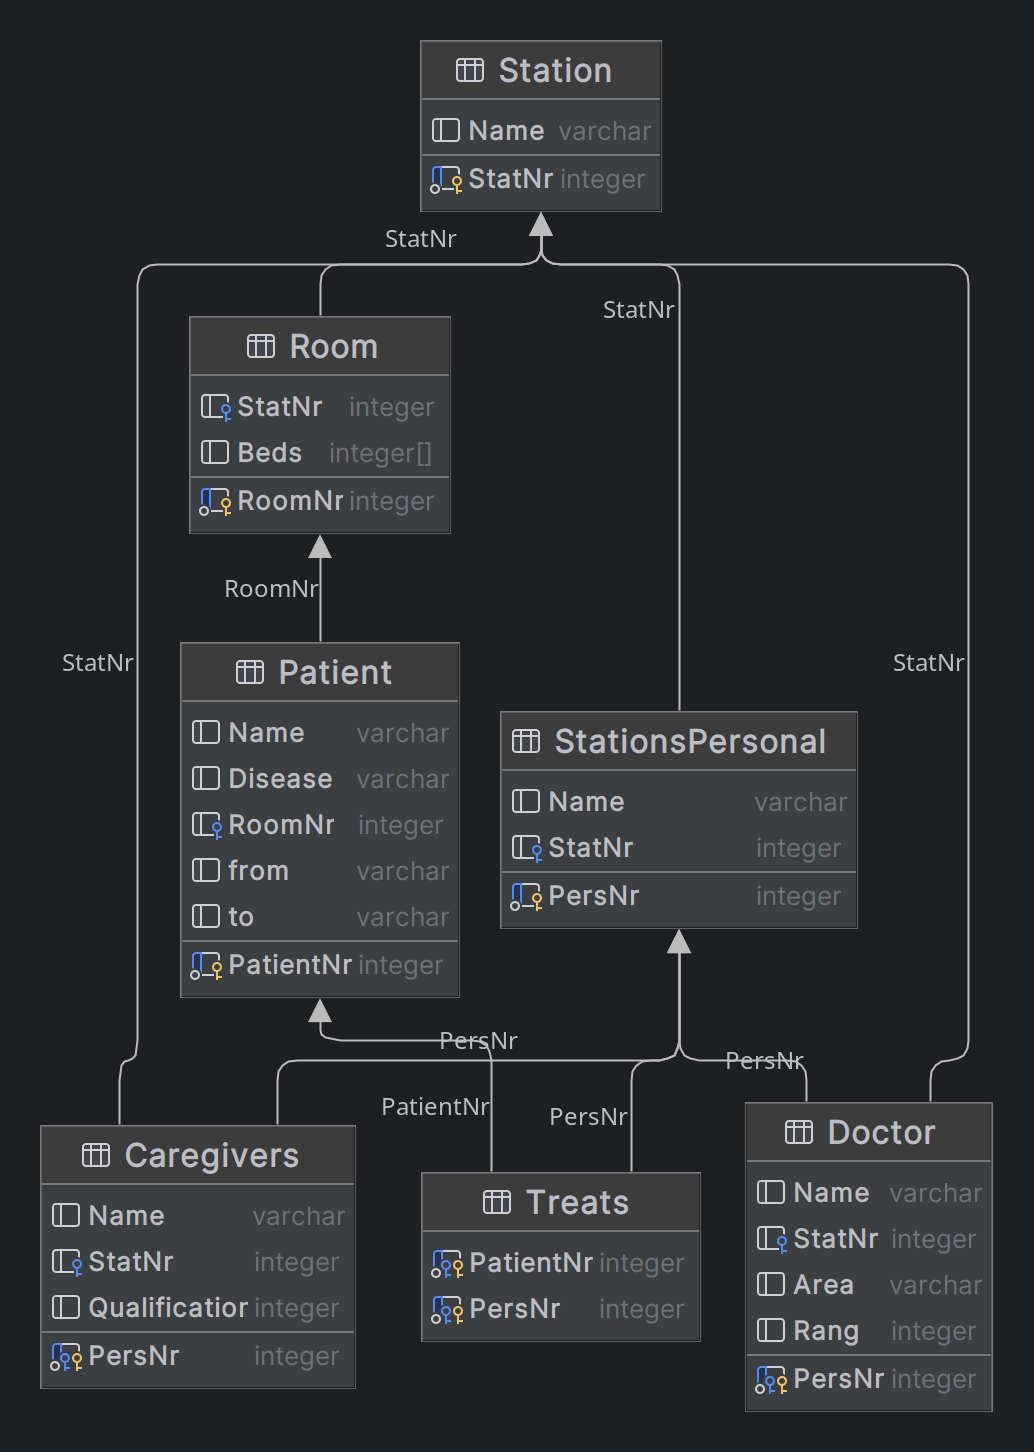 Station
Name varchar
StatNr integer
StatNr
StatNr
Room
StatNr integer
Beds integer[]
RoomNr integer
RoomNr
StatNr
StatNr
Patient
Name varchar
Disease varchar
RoomNr integer
from varchar
to varchar
PatientNr integer
StationsPersonal
Name varchar
StatNr integer
PersNr integer
PersNr
PersNr
PatientNr
PersNr
Caregivers
Name varchar
StatNr integer
Qualification integer
PersNr integer
Treats
PatientNr integer
PersNr integer
Doctor
Name varchar
StatNr integer
Area varchar
Rang integer
PersNr integer